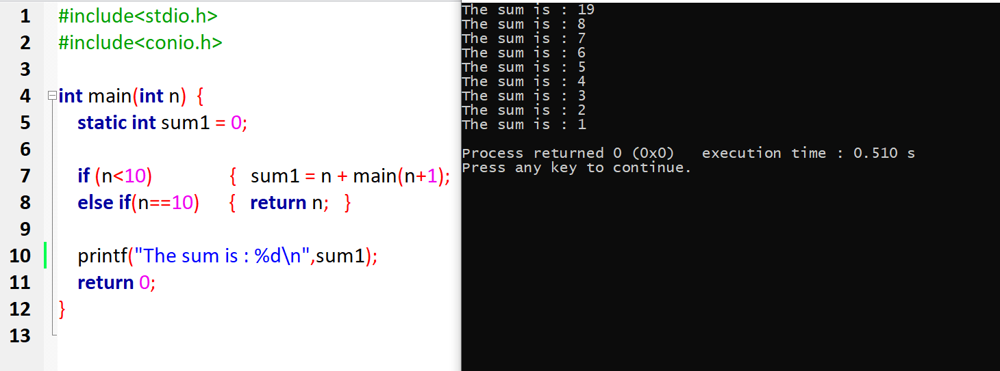 1 #include<stdio.h>
2 #include<conio.h>
3
4 int main(int n) {
5 static int sum1 = 0;
6
7 if (n<10) { sum1 = n + main(n+1);
8 else if(n==10) { return n; }
9
10 printf("The sum is : %d\n",sum1);
11 return 0;
12 }
13
The sum is : 19
The sum is : 8
The sum is : 7
The sum is : 6
The sum is : 5
The sum is : 4
The sum is : 3
The sum is : 2
The sum is : 1

Process returned 0 (0x0) execution time : 0.510 s
Press any key to continue.